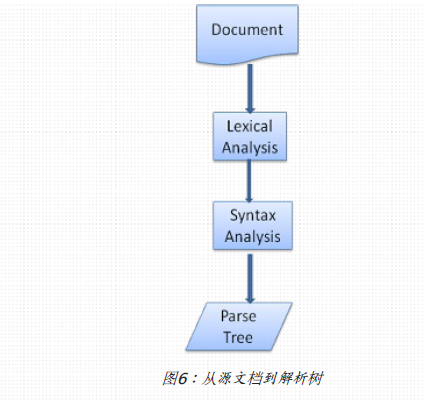 Document
Lexical
Analysis
Syntax
Analysis
Parse
Tree
图6：从源文档到解析树